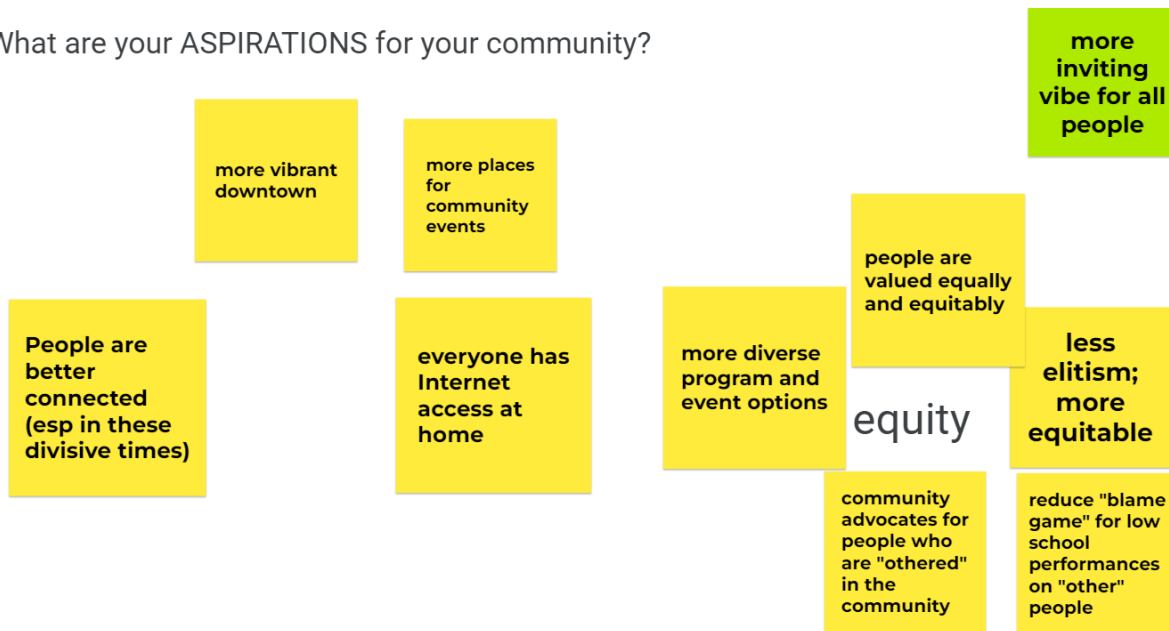 What are your ASPIRATIONS for your community?
more
inviting
vibe for all
people
more vibrant
downtown
more places
for
community
events
people are
valued equally
and equitably
People are
better
connected
(esp in these
divisive times)
everyone has
Internet
access at
home
more diverse
program and
event options
less
elitism;
more
equitable
equity
community
advocates for
people who
are "othered"
in the
community
reduce "blame
game" for low
school
performances
on "other"
people